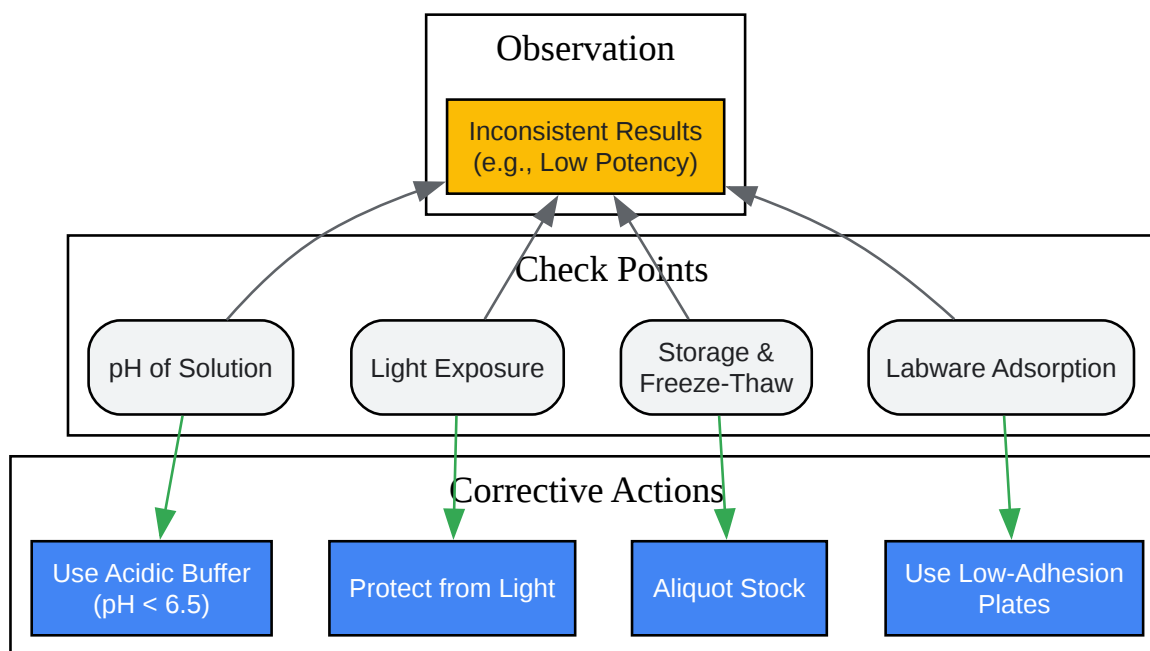 Observation
Inconsistent Results
(e.g., Low Potency)
Check Points
pH of Solution
Light Exposure
Storage &
Freeze-Thaw
Labware Adsorption
Corrective Actions
Use Acidic Buffer
(pH < 6.5)
Protect from Light
Aliquot Stock
Use Low-Adhesion
Plates